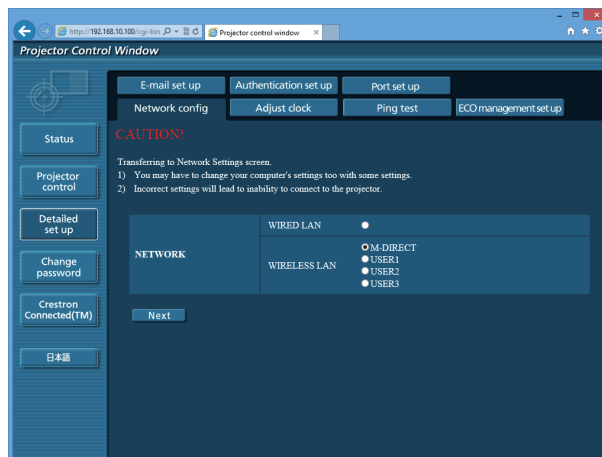 http://192.168.10.100/cgi-bin
Projector control window
Projector Control Window
E-mail set up
Authentication set up
Port set up
Network config
Adjust clock
Ping test
ECO management set up
Status
Projector
control
Detailed
set up
Change
password
Crestron
Connected(TM)
日本語
CAUTION!
Transferring to Network Settings screen.
1) You may have to change your computer's settings too with some settings.
2) Incorrect settings will lead to inability to connect to the projector.
NETWORK
WIRED LAN
WIRELESS LAN
M-DIRECT
USER1
USER2
USER3
Next